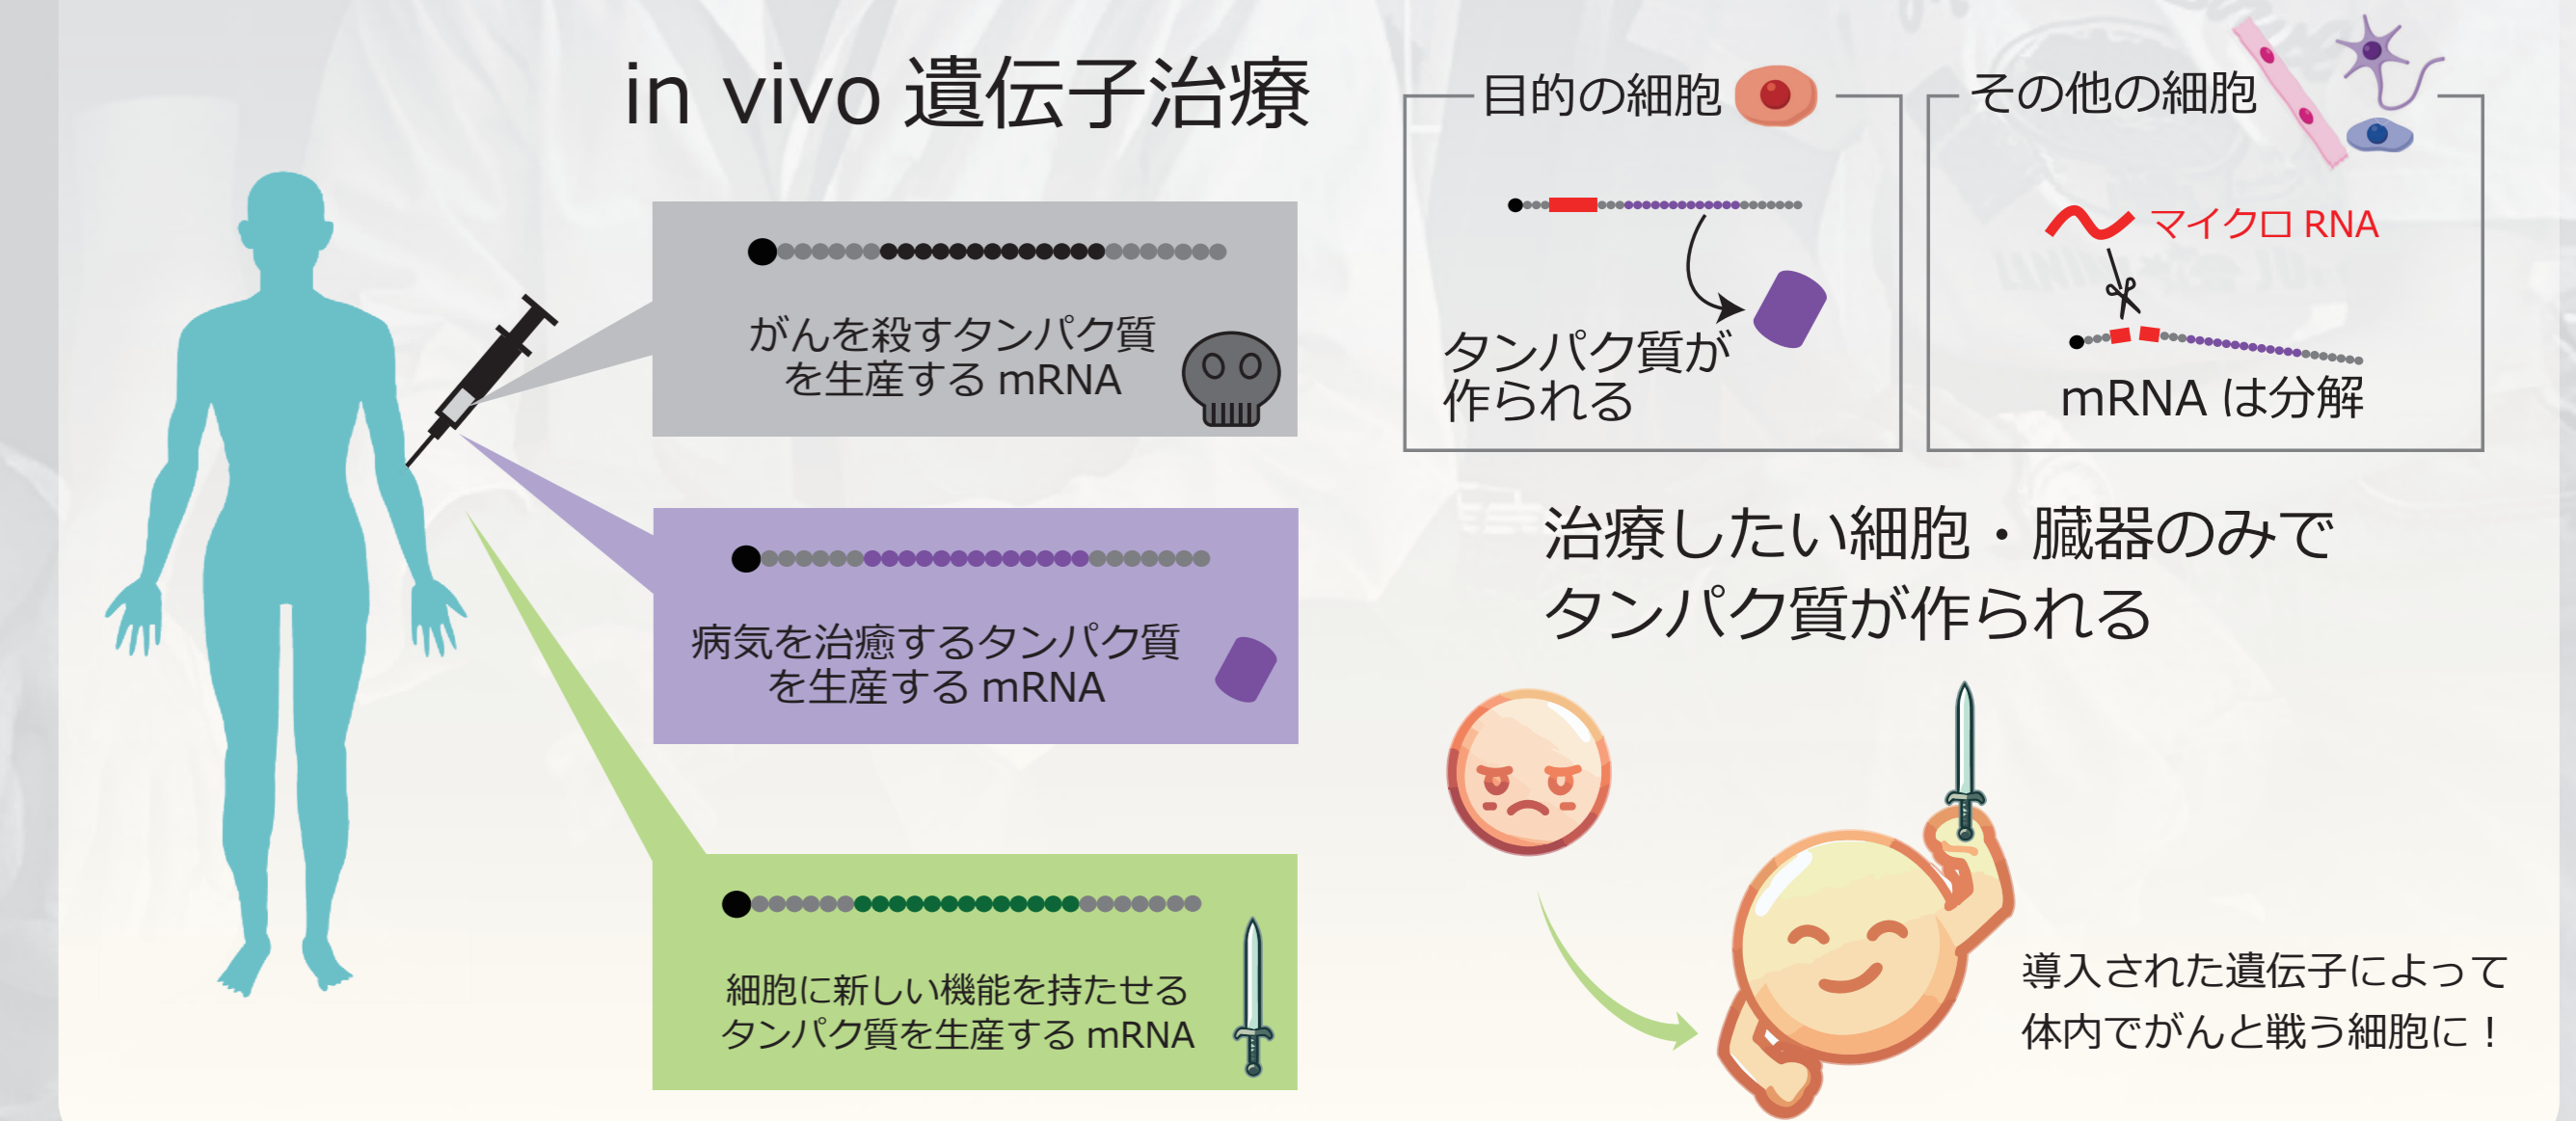 in vivo 遺伝子治療
がんを殺すタンパク質
を生産する mRNA
病気を治癒するタンパク質
を生産する mRNA
細胞に新しい機能を持たせる
タンパク質を生産する mRNA
目的の細胞
タンパク質が
作られる
その他の細胞
マイクロ RNA
mRNA は分解
治療したい細胞・臓器のみで
タンパク質が作られる
導入された遺伝子によって
体内でがんと戦う細胞に！